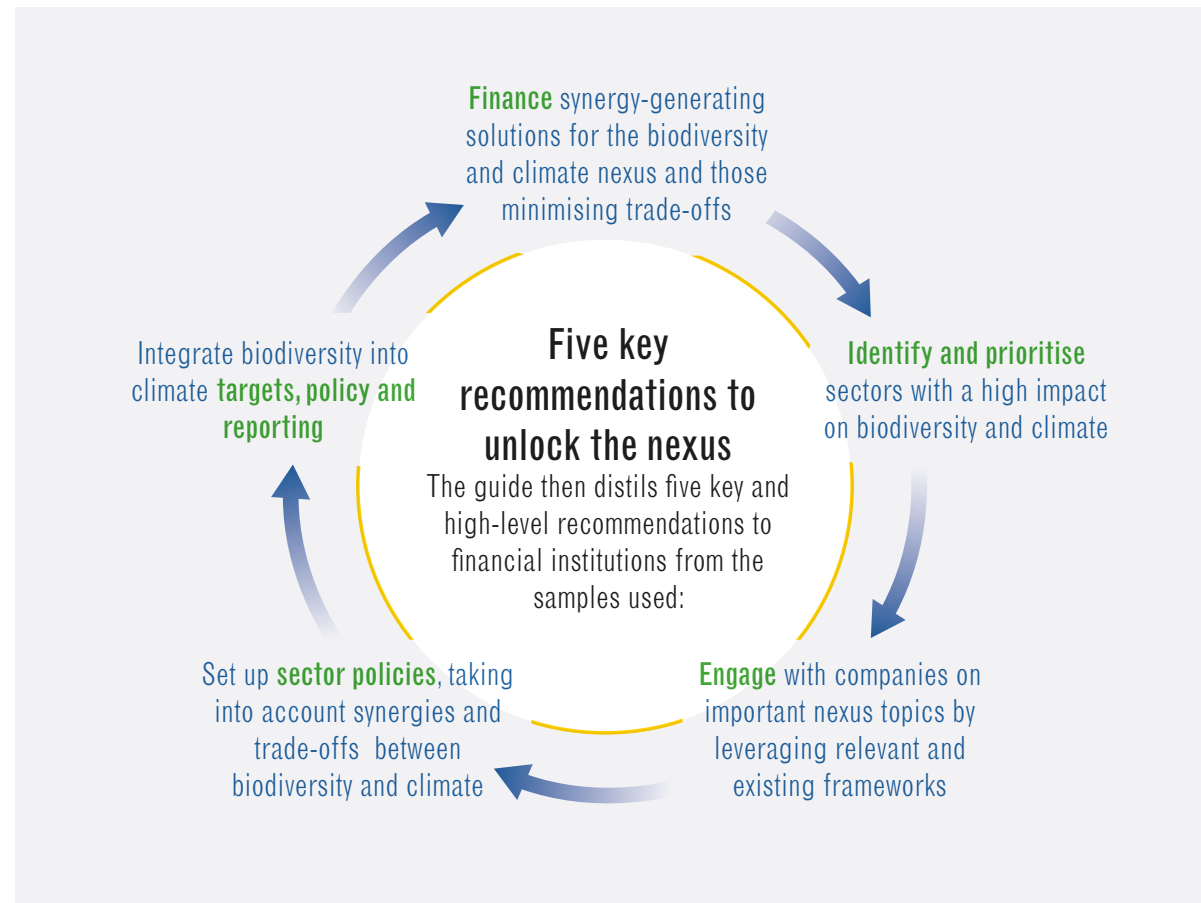 Finance synergy-generating
solutions for the biodiversity
and climate nexus and those
minimising trade-offs
Identify and prioritise
sectors with a high impact
on biodiversity and climate
Engage with companies on
important nexus topics by
leveraging relevant and
existing frameworks
Set up sector policies, taking
into account synergies and
trade-offs between
biodiversity and climate
Integrate biodiversity into
climate targets, policy and
reporting
Five key
recommendations to
unlock the nexus
The guide then distils five key and
high-level recommendations to
financial institutions from the
samples used: